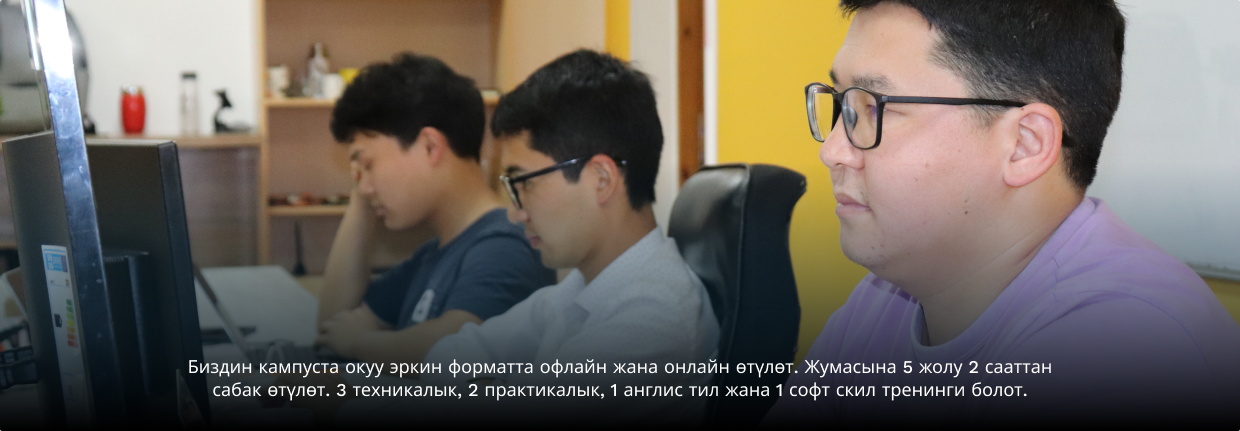 Биздин кампуста окуу эркин форматта офлайн жана онлайн өтүлөт. Жумасына 5 жолу 2 сааттан
сабак өтүлөт. 3 техникалык, 2 практикалык, 1 англис тил жана 1 софт скил тренинги болот.